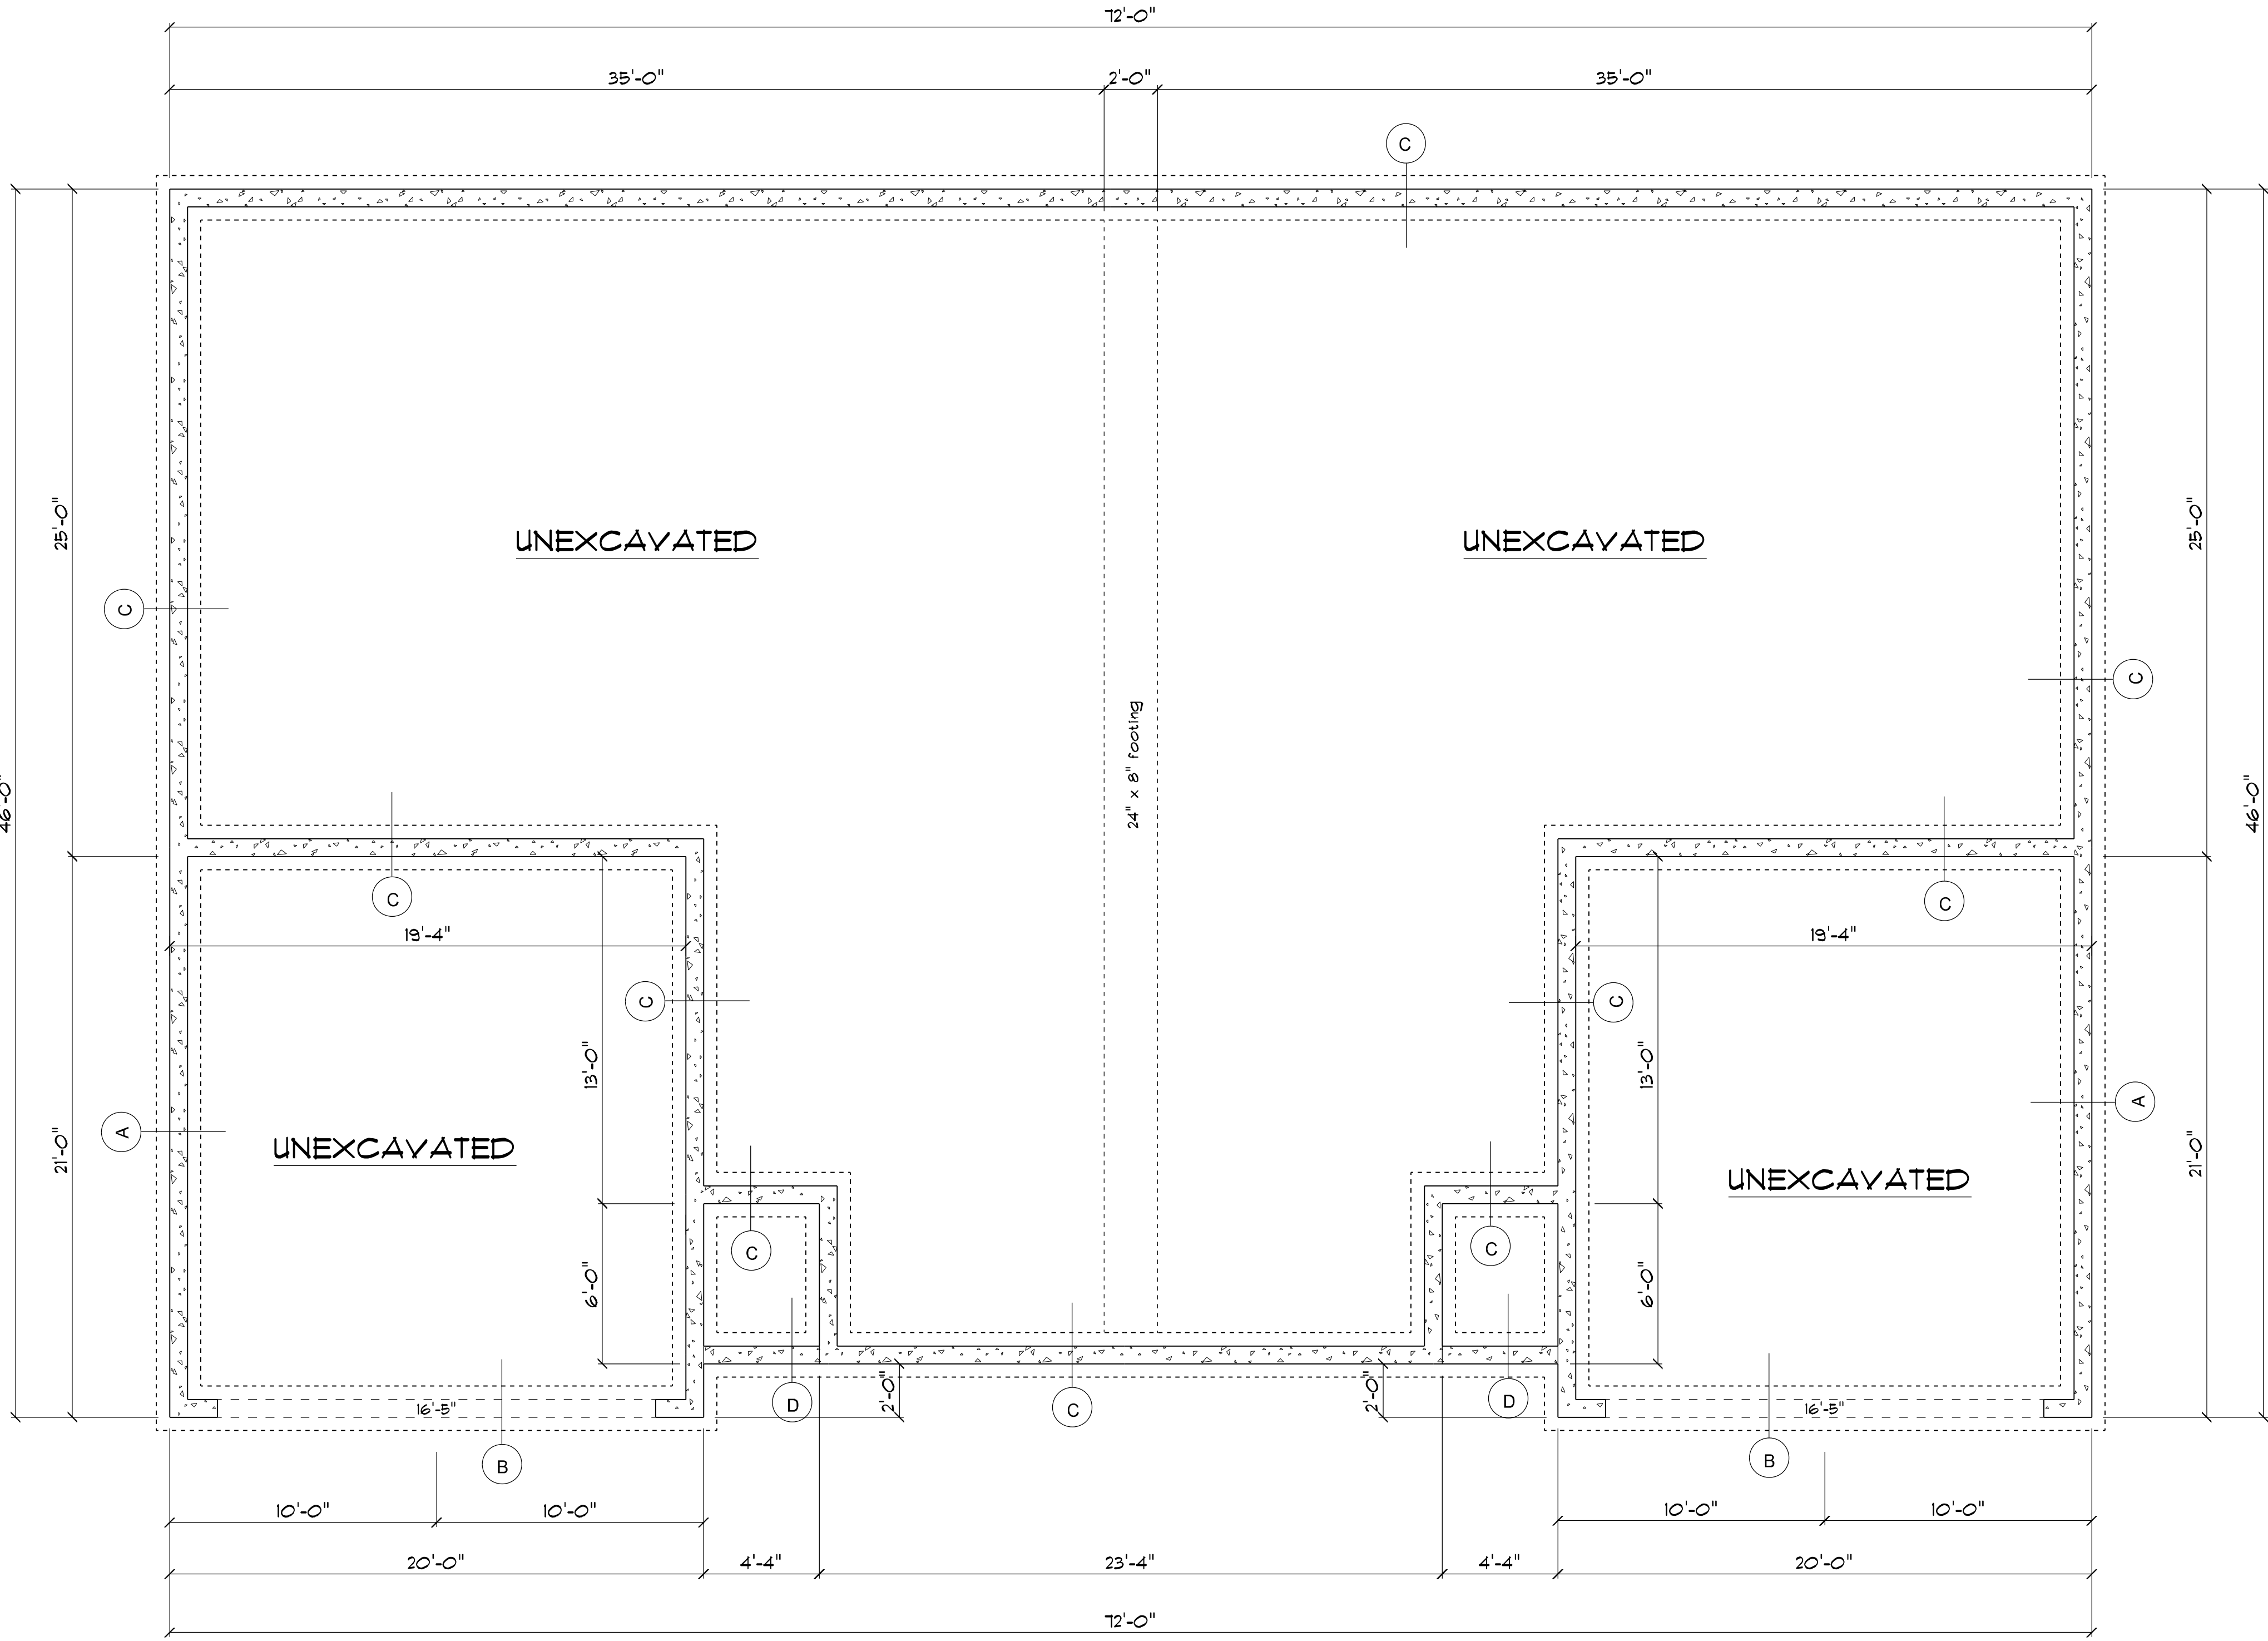 72'-0"
35'-0"
2'-0"
35'-0"
C
UNEXCAVATED
UNEXCAVATED
25'-0"
25'-0"
C
C
24" x 8" footing
46'-0"
46'-0"
C
C
19'-4"
19'-4"
C
C
13'-0"
13'-0"
A
A
21'-0"
21'-0"
UNEXCAVATED
UNEXCAVATED
C
C
6'-0"
6'-0"
2'-0"
2'-0"
D
C
D
16'-5"
16'-5"
B
B
10'-0"
10'-0"
10'-0"
10'-0"
20'-0"
4'-4"
23'-4"
4'-4"
20'-0"
72'-0"